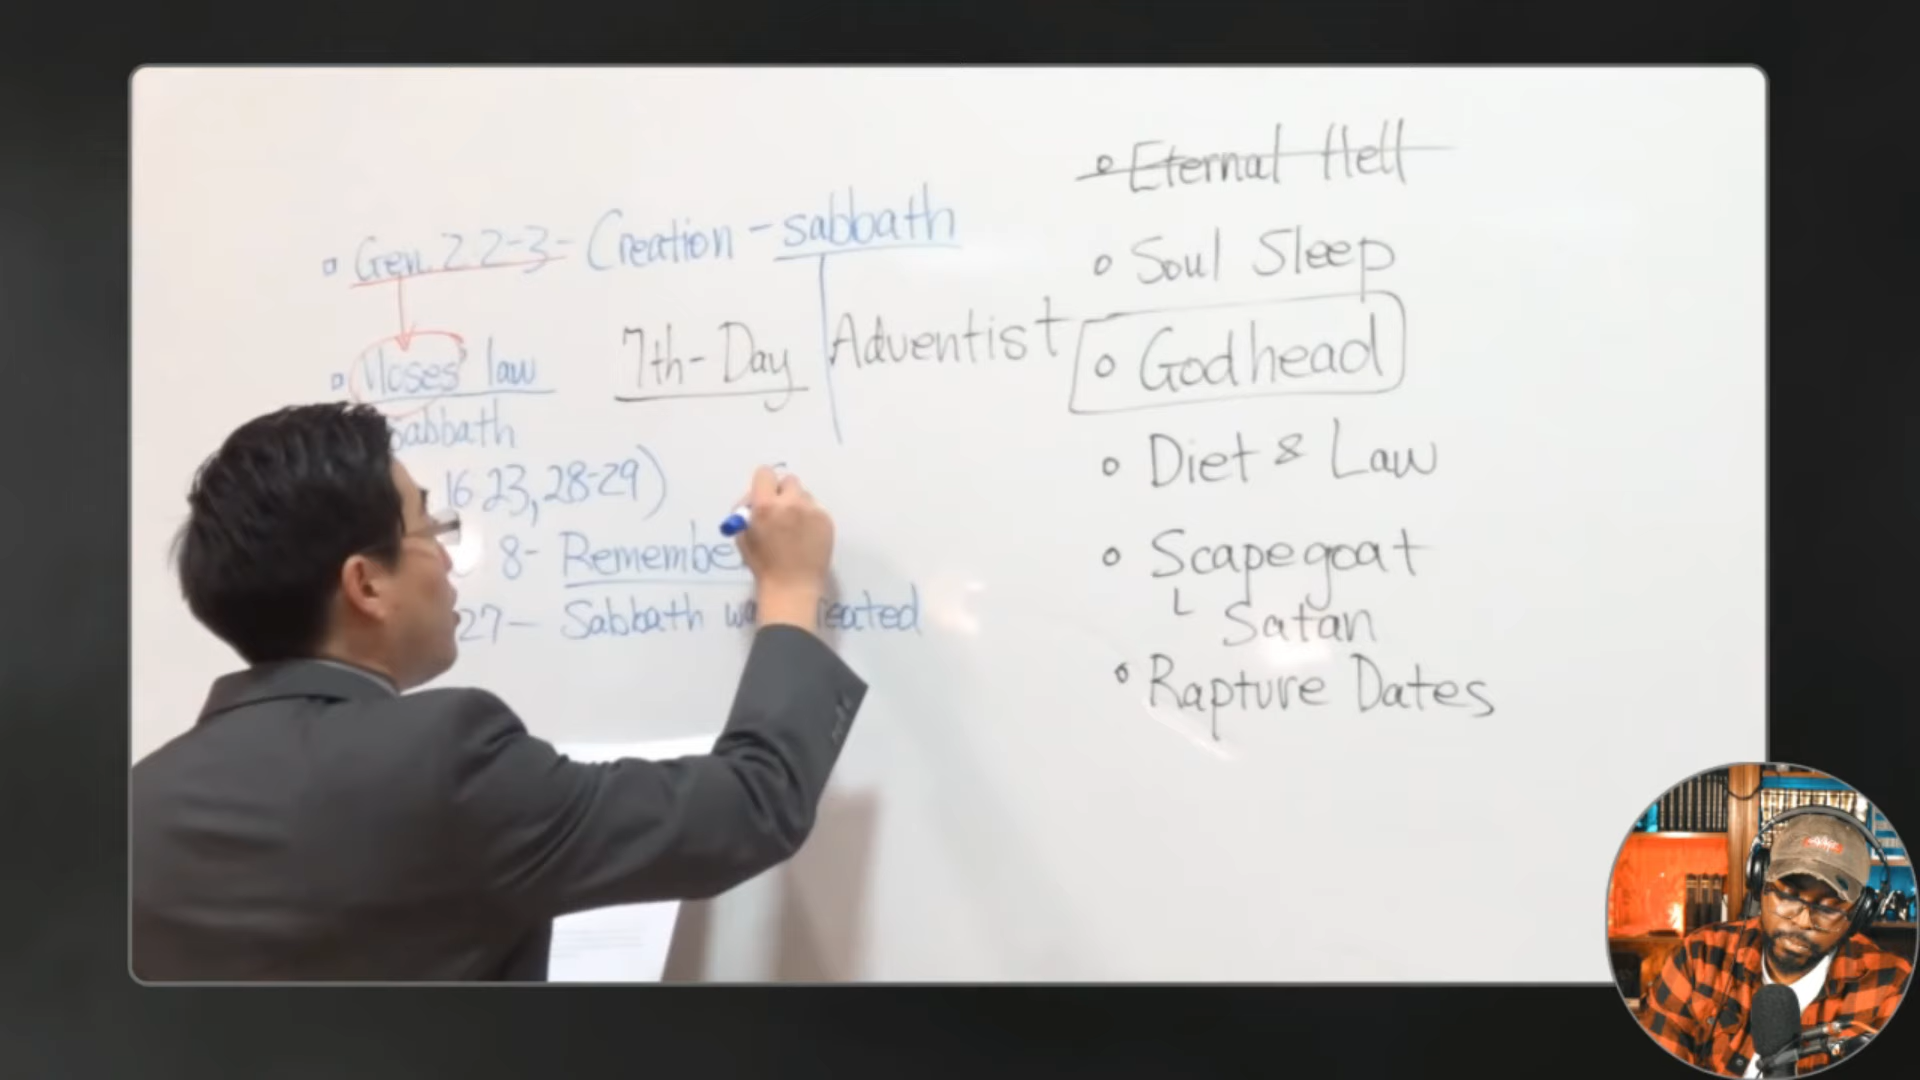 Gen. 2 2-3 - Creation - sabbath
Moses' law
Sabbath
16 23, 28-29)
8- Remember
27- Sabbath created
7th-Day Adventist
Eternal Hell
Soul Sleep
Godhead
Diet & Law
Scapegoat
└ Satan
Rapture Dates